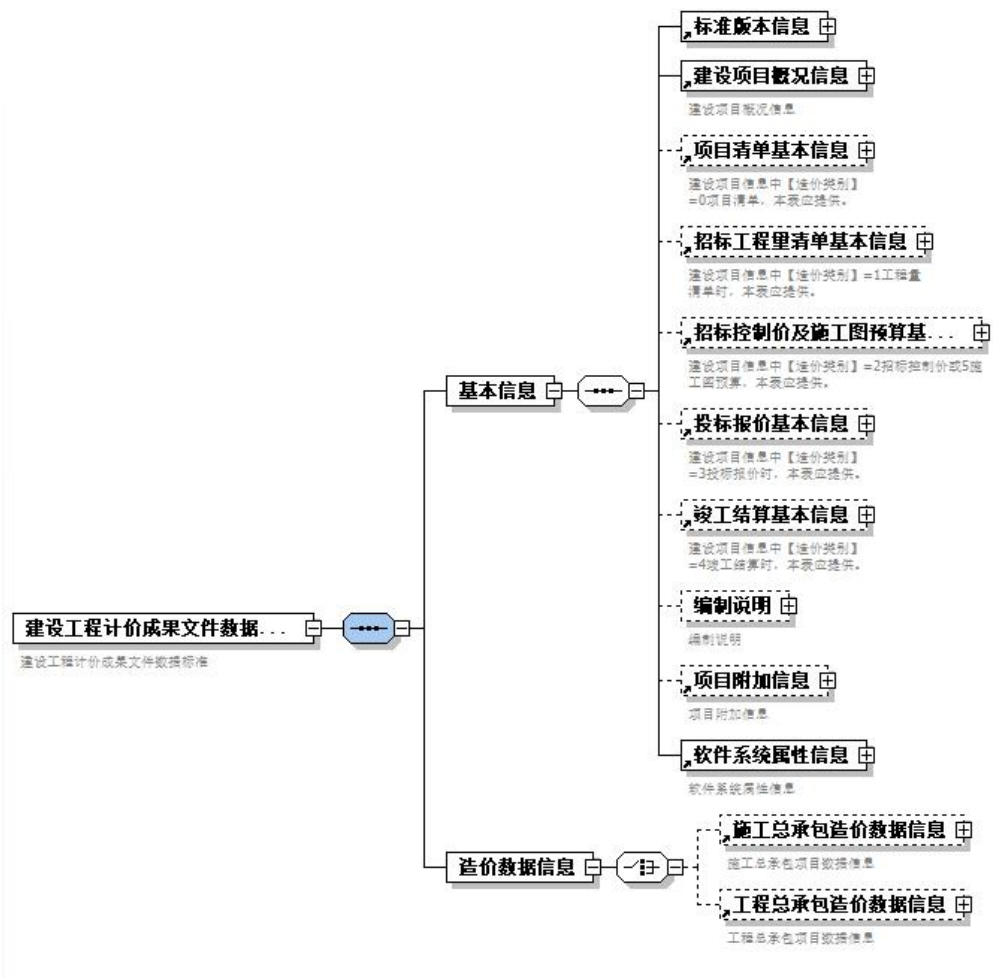 标准版本信息
建设项目概况信息
建设项目概况信息
项目清单基本信息
建设项目信息中【造价类别】
=0项目清单，本表应提供。
招标工程量清单基本信息
建设项目信息中【造价类别】=1工程量
清单时，本表应提供。
招标控制价及施工图预算基...
建设项目信息中【造价类别】=2招标控制价或5施
工图预算，本表应提供。
基本信息
投标报价基本信息
建设项目信息中【造价类别】
=3投标报价时，本表应提供。
竣工结算基本信息
建设项目信息中【造价类别】
=4竣工结算时，本表应提供。
编制说明
编制说明
建设工程计价成果文件数据...
建设工程计价成果文件数据标准
项目附加信息
项目附加信息
软件系统属性信息
软件系统属性信息
造价数据信息
施工总承包造价数据信息
施工总承包项目数据信息
工程总承包造价数据信息
工程总承包项目数据信息